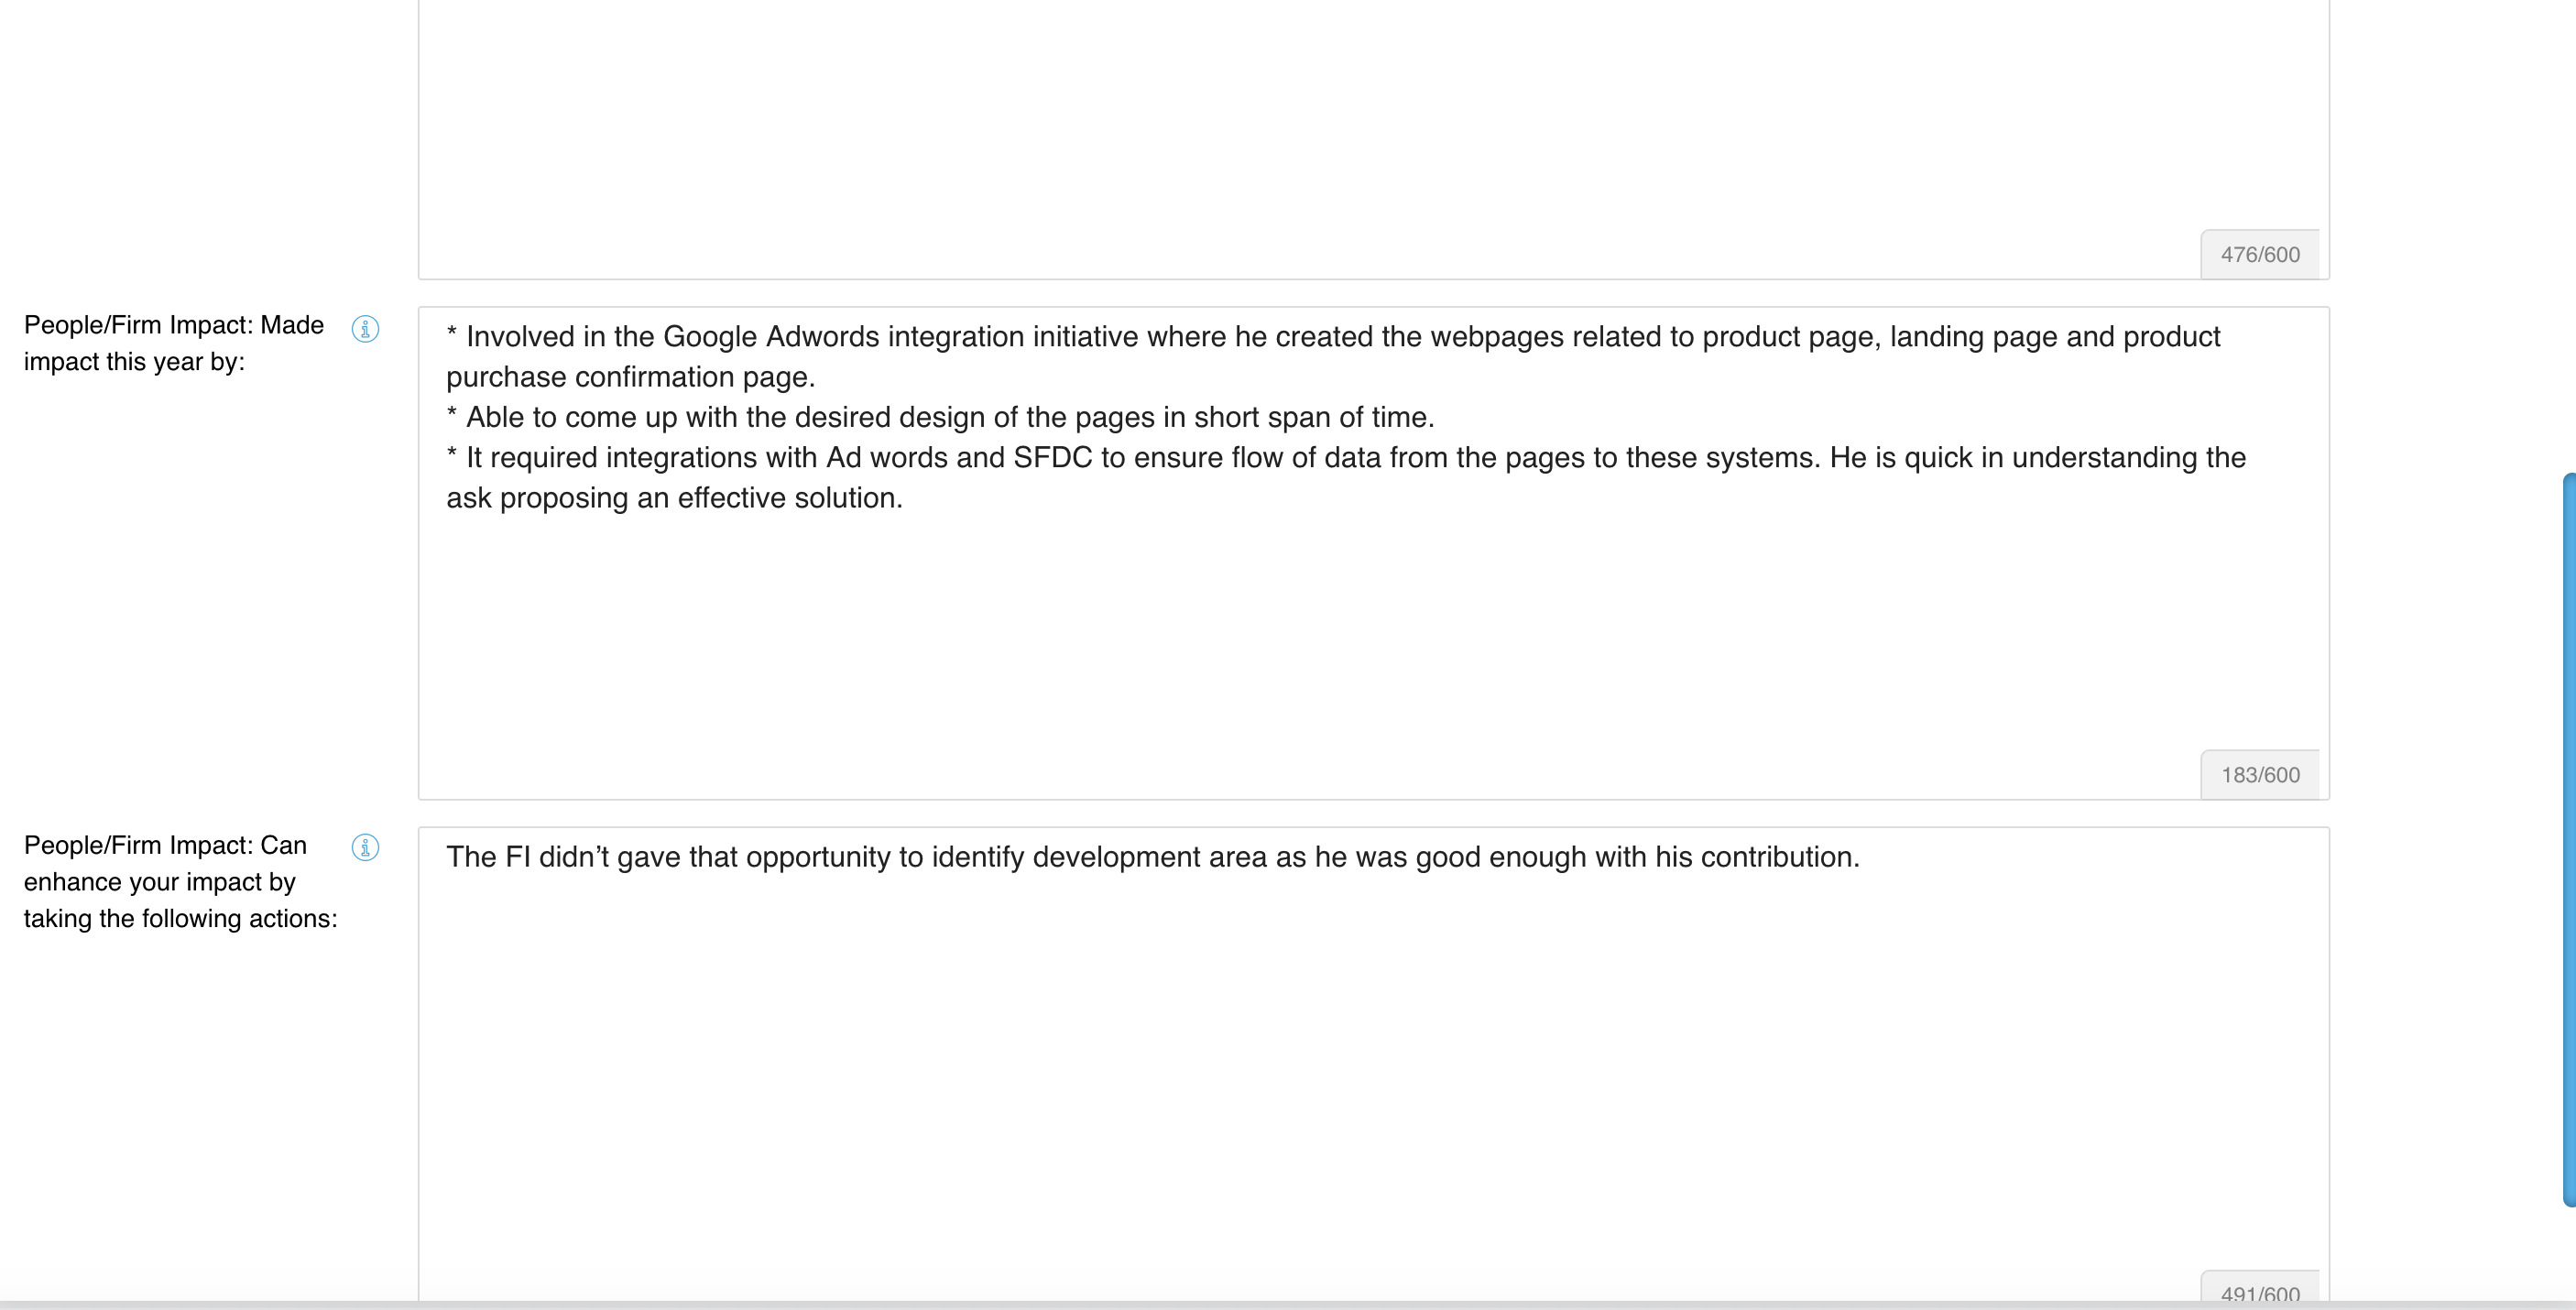 476/600
People/Firm Impact: Made
impact this year by:
* Involved in the Google Adwords integration initiative where he created the webpages related to product page, landing page and product
purchase confirmation page.
* Able to come up with the desired design of the pages in short span of time.
* It required integrations with Ad words and SFDC to ensure flow of data from the pages to these systems. He is quick in understanding the
ask proposing an effective solution.
183/600
People/Firm Impact: Can
enhance your impact by
taking the following actions:
The FI didn’t gave that opportunity to identify development area as he was good enough with his contribution.
491/600